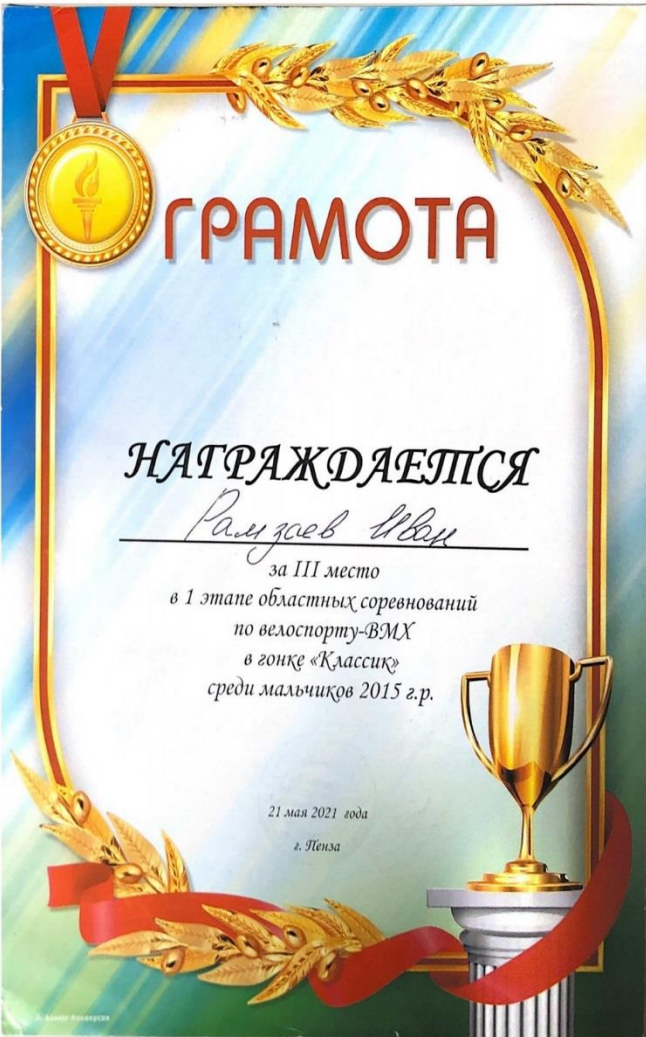 ГРАМОТА
НАГРАЖДАЕТСЯ
Рамзаев Иван
за III место
в 1 этапе областных соревнований
по велоспорту-ВМХ
в гонке «Классик»
среди мальчиков 2015 г.р.
21 мая 2021 года
г. Пенза